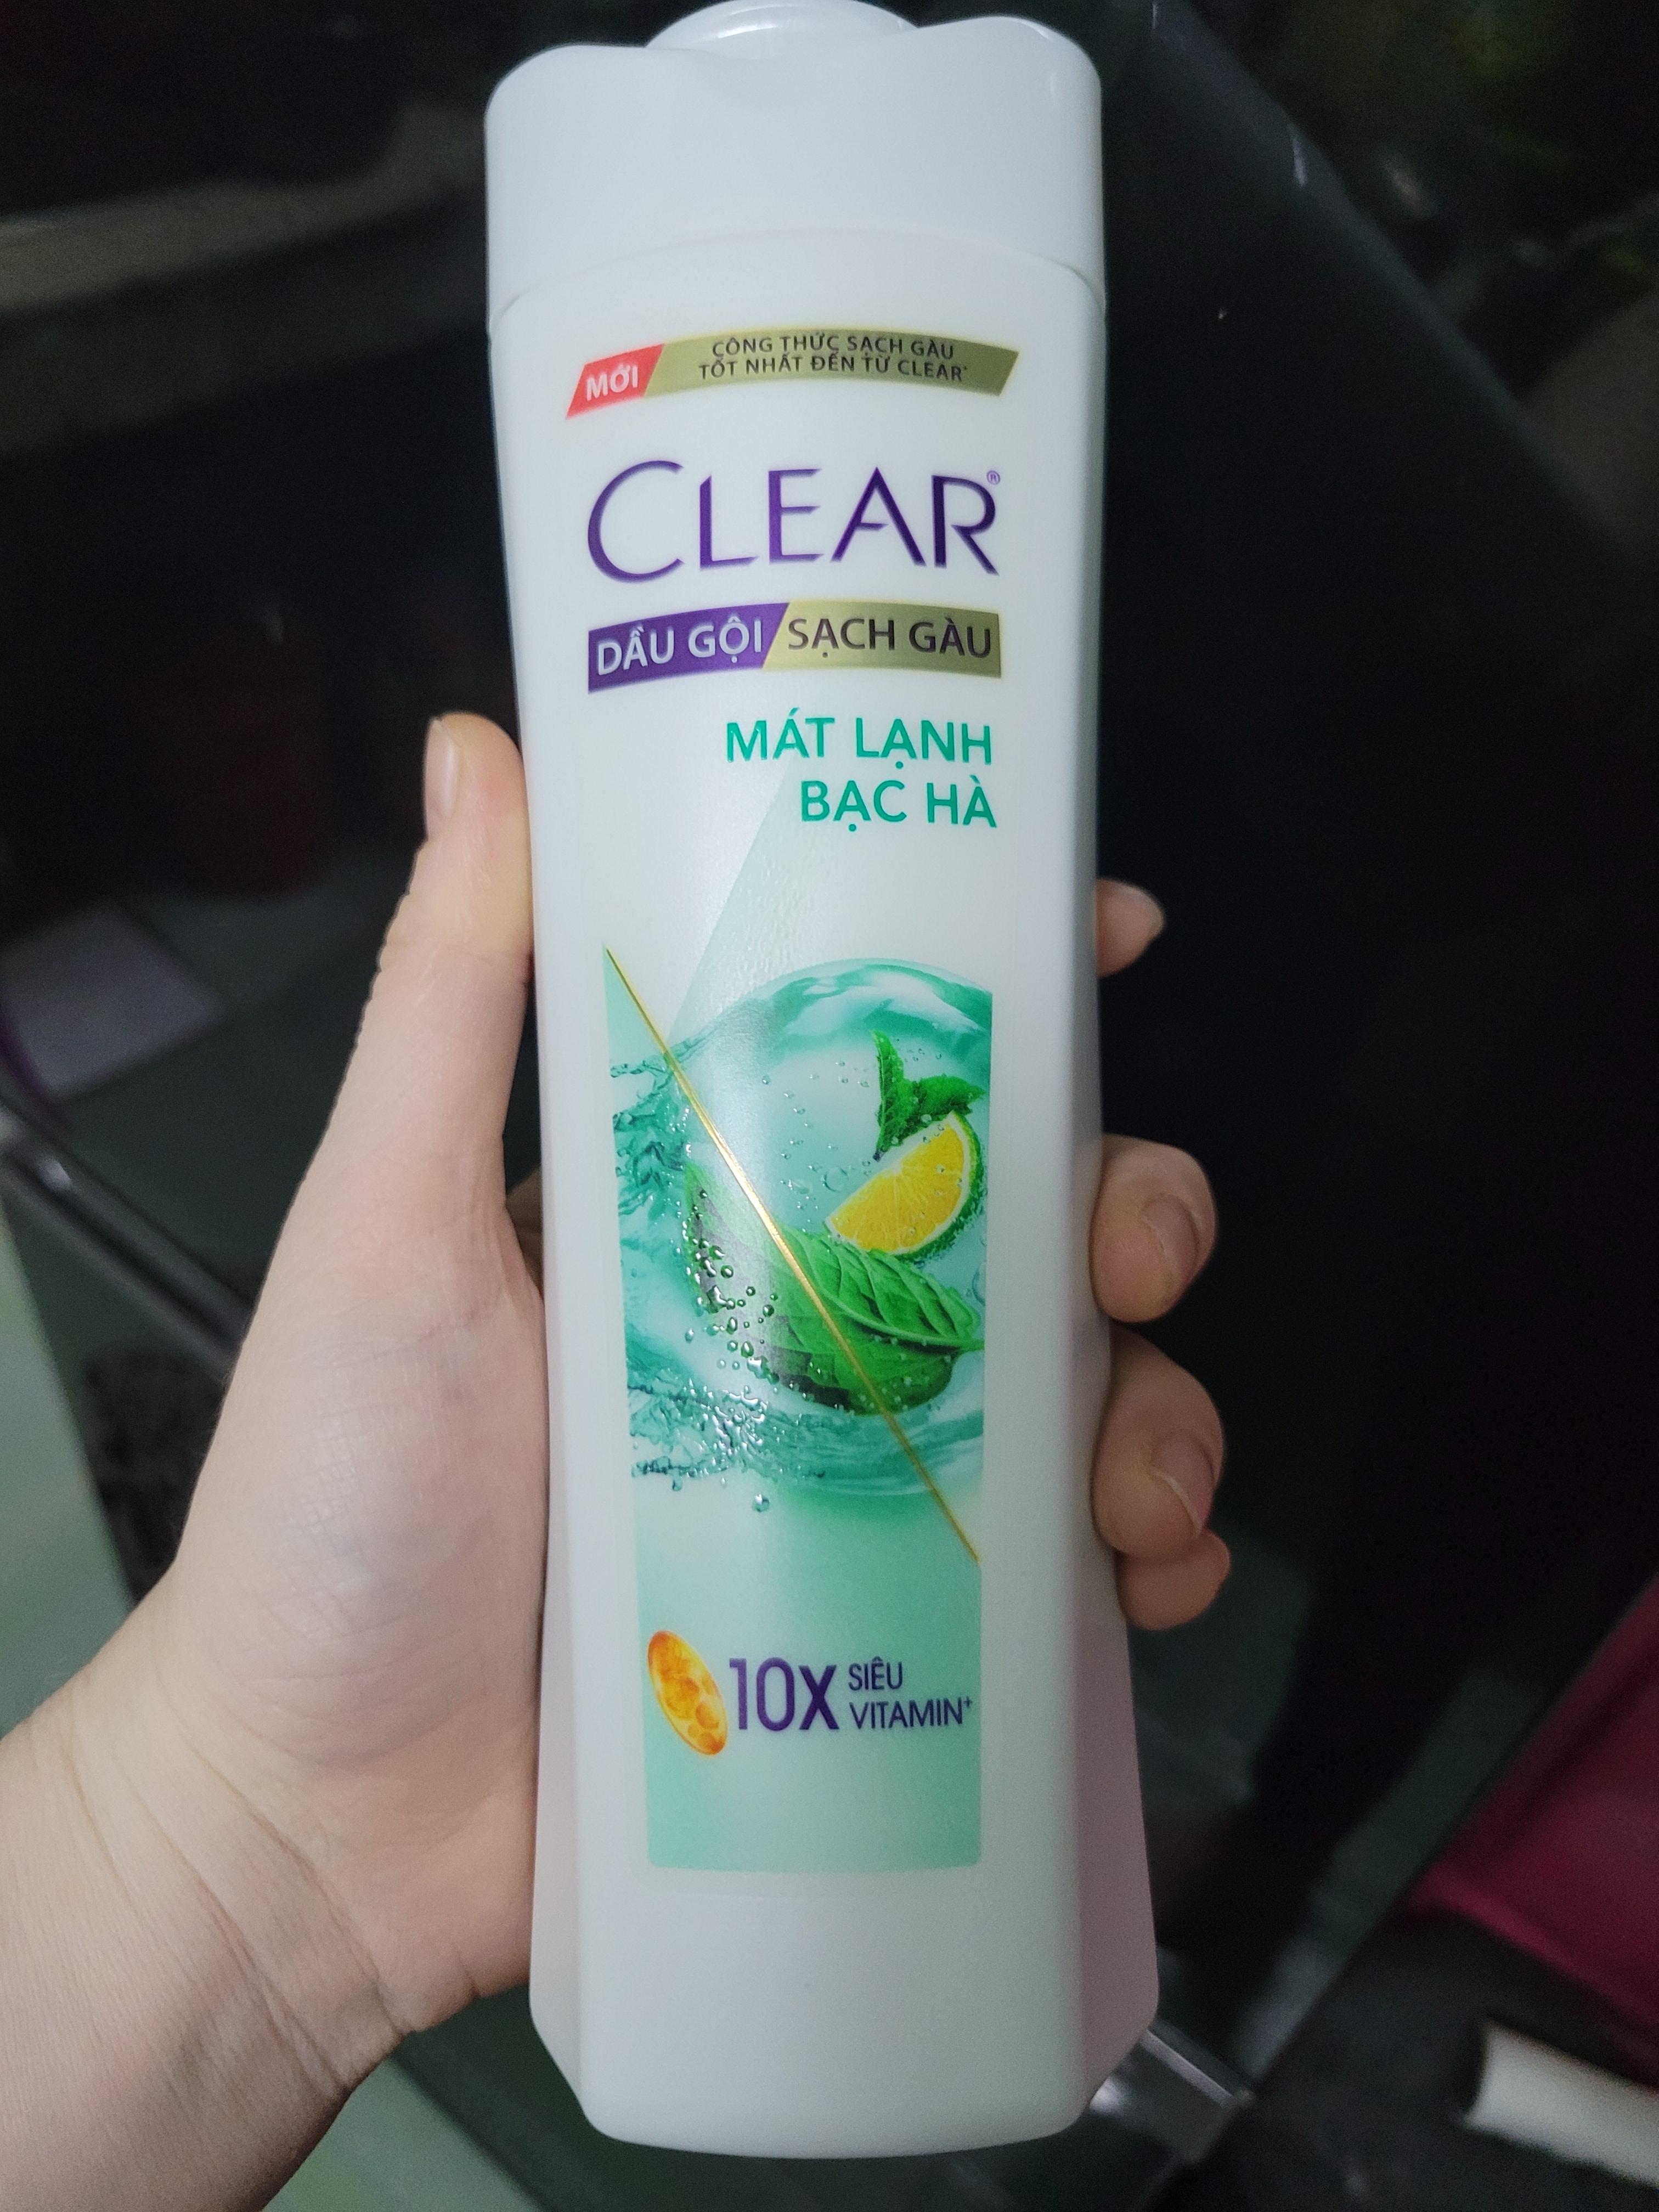 MỚI
CÔNG THỨC SẠCH GÀU
TỐT NHẤT ĐẾN TỪ CLEAR*
CLEAR®
DẦU GỘI SẠCH GÀU
MÁT LẠNH
BẠC HÀ
10X SIÊU
VITAMIN+